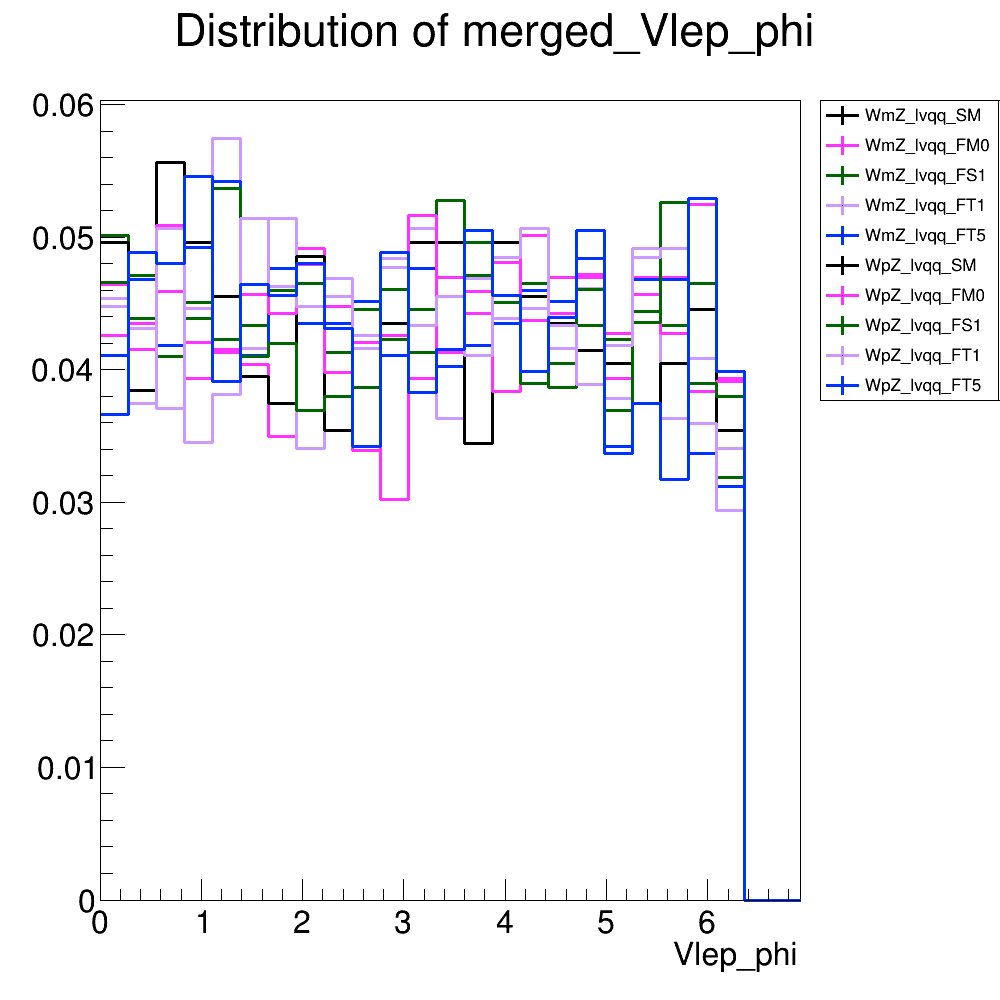 Distribution of merged_Vlep_phi
0.06
0.05
0.04
0.03
0.02
0.01
0
0 1 2 3 4 5 6
Vlep_phi
WmZ_lvqq_SM
WmZ_lvqq_FM0
WmZ_lvqq_FS1
WmZ_lvqq_FT1
WmZ_lvqq_FT5
WpZ_lvqq_SM
WpZ_lvqq_FM0
WpZ_lvqq_FS1
WpZ_lvqq_FT1
WpZ_lvqq_FT5